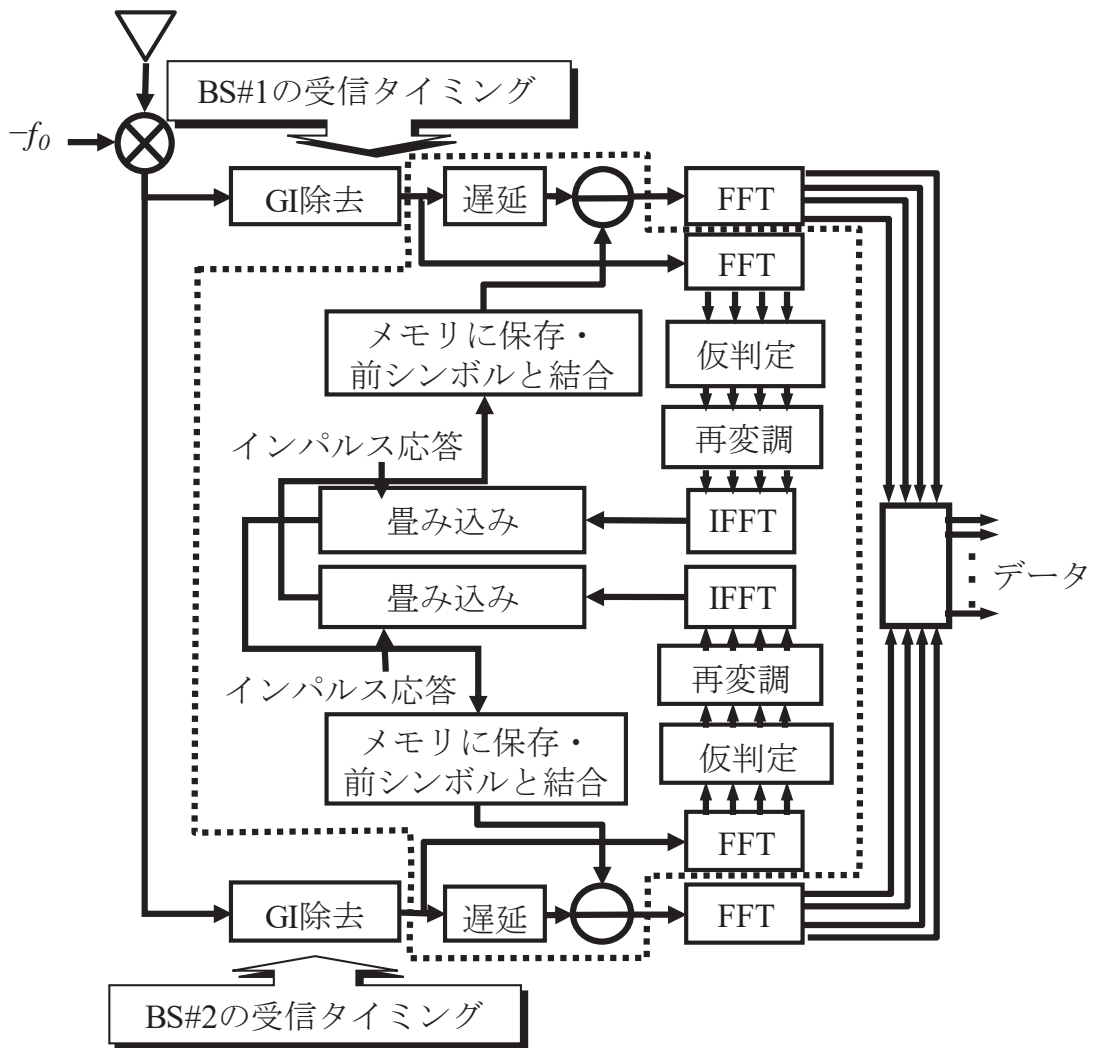 BS#1の受信タイミング
–f0
GI除去
遅延
FFT
FFT
メモリに保存・
前シンボルと結合
仮判定
再変調
インパルス応答
畳み込み
IFFT
畳み込み
IFFT
データ
再変調
インパルス応答
メモリに保存・
前シンボルと結合
仮判定
FFT
GI除去
遅延
FFT
BS#2の受信タイミング